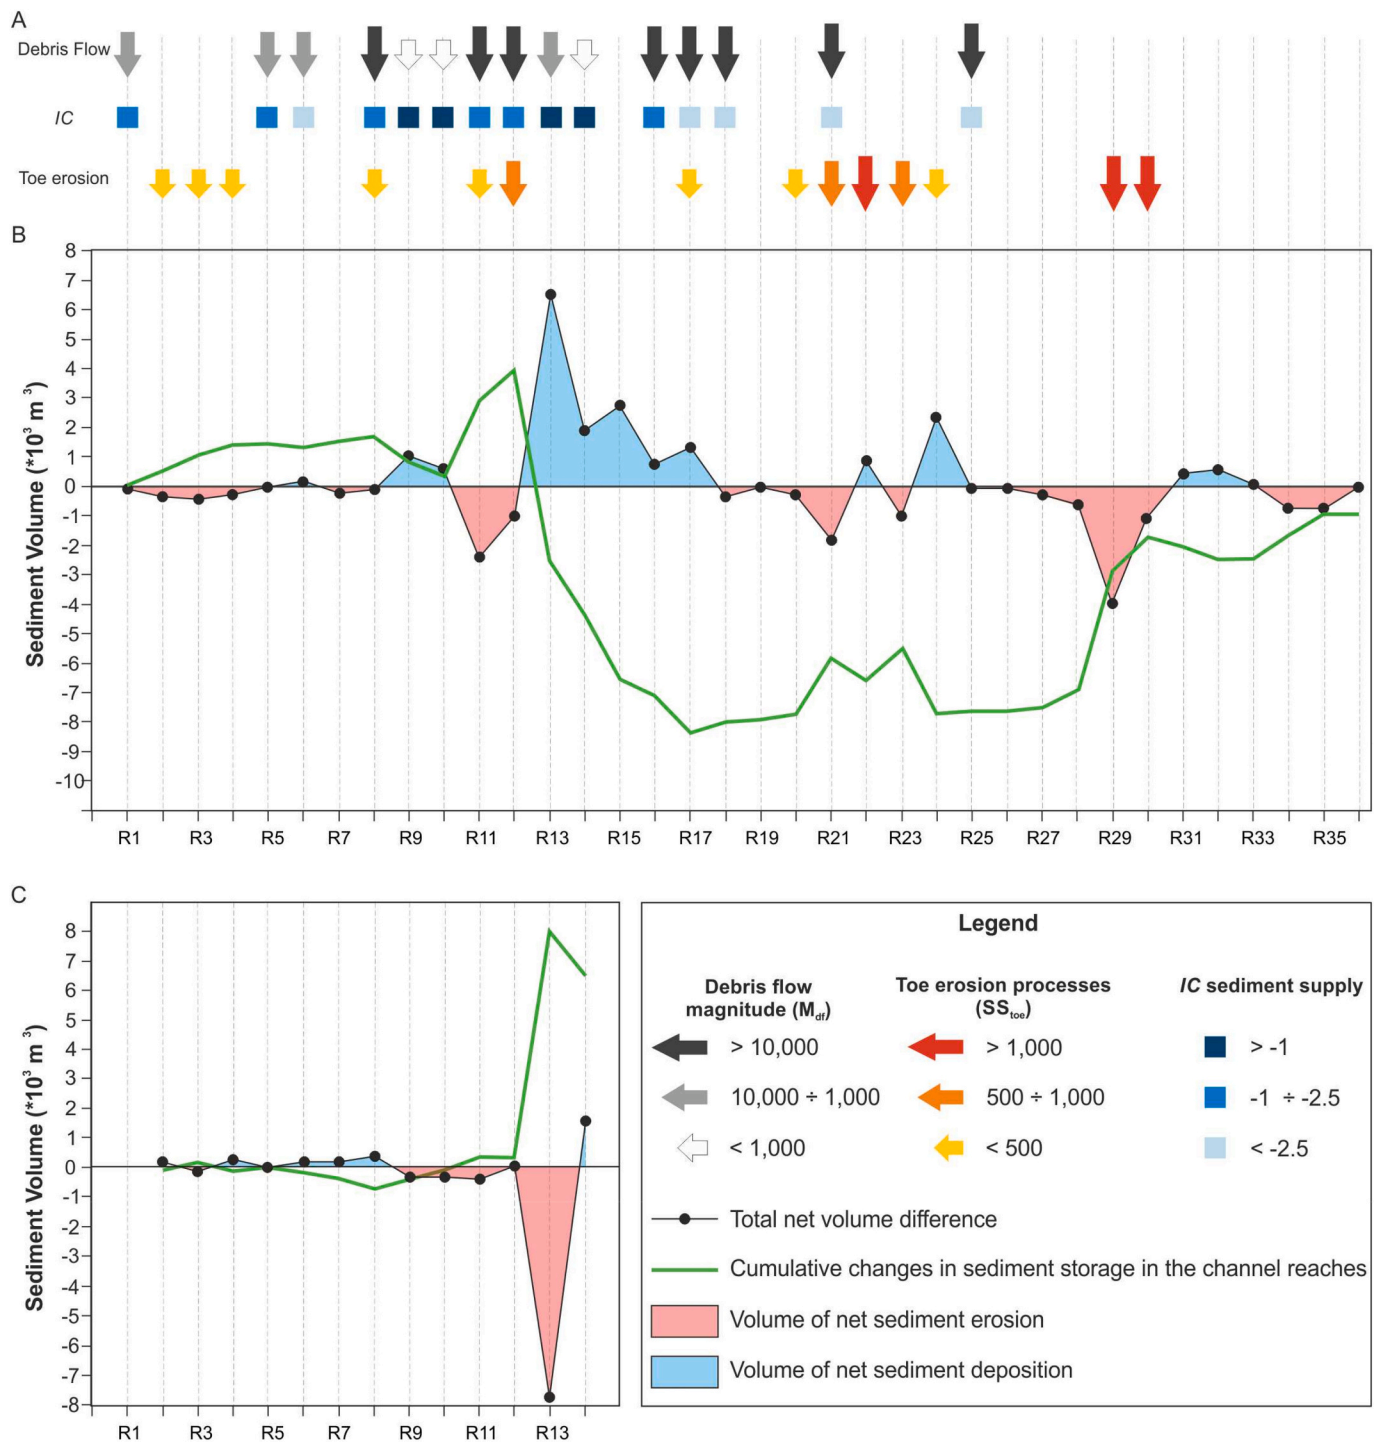 A
Debris Flow
IC
Toe erosion
B
8
7
6
5
4
3
2
1
0
-1
-2
-3
-4
-5
-6
-7
-8
-9
-10
Sediment Volume (*10³ m³)
R1 R3 R5 R7 R9 R11 R13 R15 R17 R19 R21 R23 R25 R27 R29 R31 R33 R35
C
8
7
6
5
4
3
2
1
0
-1
-2
-3
-4
-5
-6
-7
-8
Sediment Volume (*10³ m³)
R1 R3 R5 R7 R9 R11 R13
Legend
Debris flow
magnitude (Mdf)
> 10,000
10,000 ÷ 1,000
< 1,000
Toe erosion processes
(SStoe)
> 1,000
500 ÷ 1,000
< 500
IC sediment supply
> -1
-1 ÷ -2.5
< -2.5
Total net volume difference
Cumulative changes in sediment storage in the channel reaches
Volume of net sediment erosion
Volume of net sediment deposition